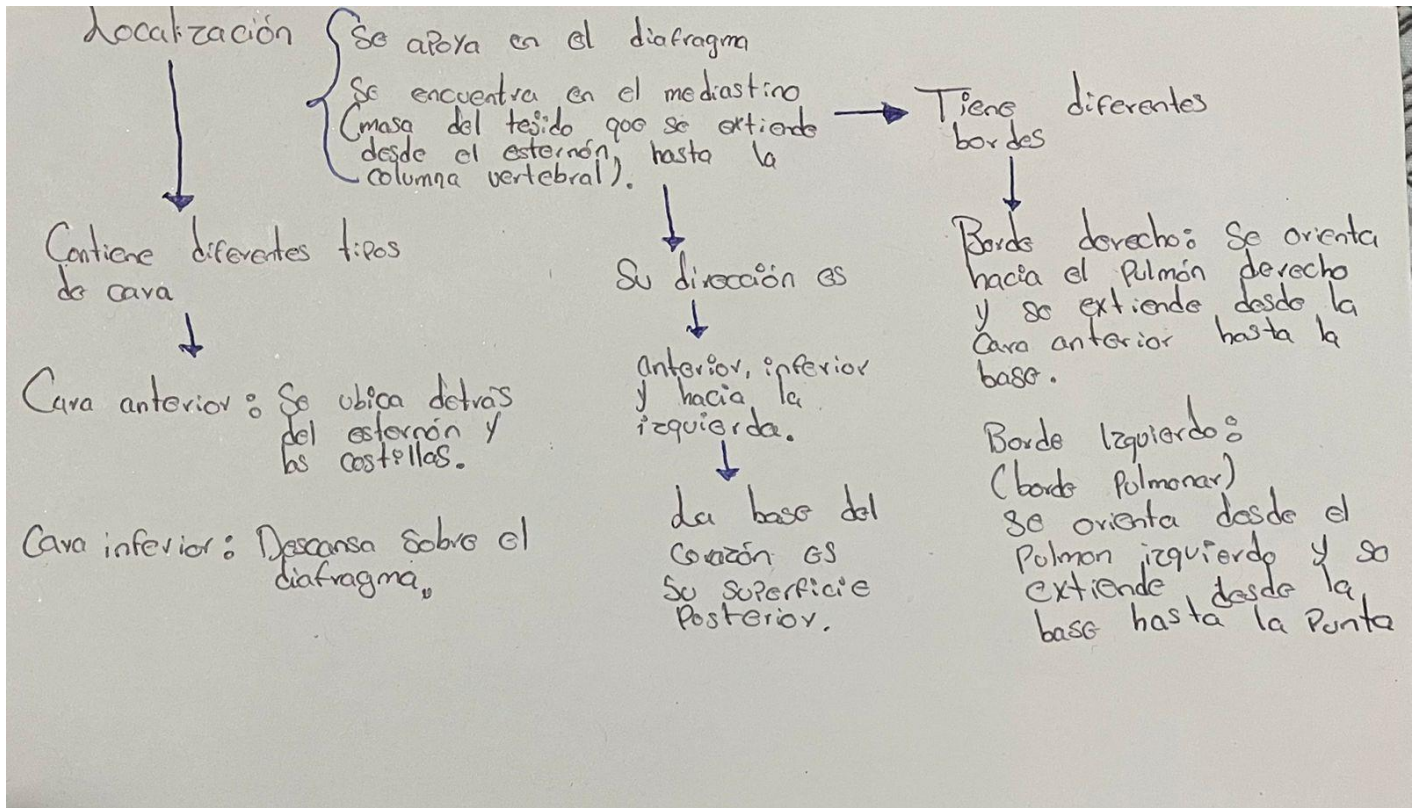 Localización
Se apoya en el diafragma
Se encuentra en el mediastino
(masa del tejido que se extiende
desde el esternón, hasta la
columna vertebral).
Tiene diferentes
bordes
Contiene diferentes tipos
de cara
Cara anterior: Se ubica detrás
del esternón y
las costillas.
Cara inferior: Descansa sobre el
diafragma.
Su dirección es
anterior, inferior
y hacia la
izquierda.
La base del
corazón es
su superficie
posterior.
Borde derecho: Se orienta
hacia el pulmón derecho
y se extiende desde la
Cara anterior hasta la
base.
Borde Izquierdo:
(borde pulmonar)
se orienta desde el
Pulmon izquierdo y se
extiende desde la
base hasta la Punta